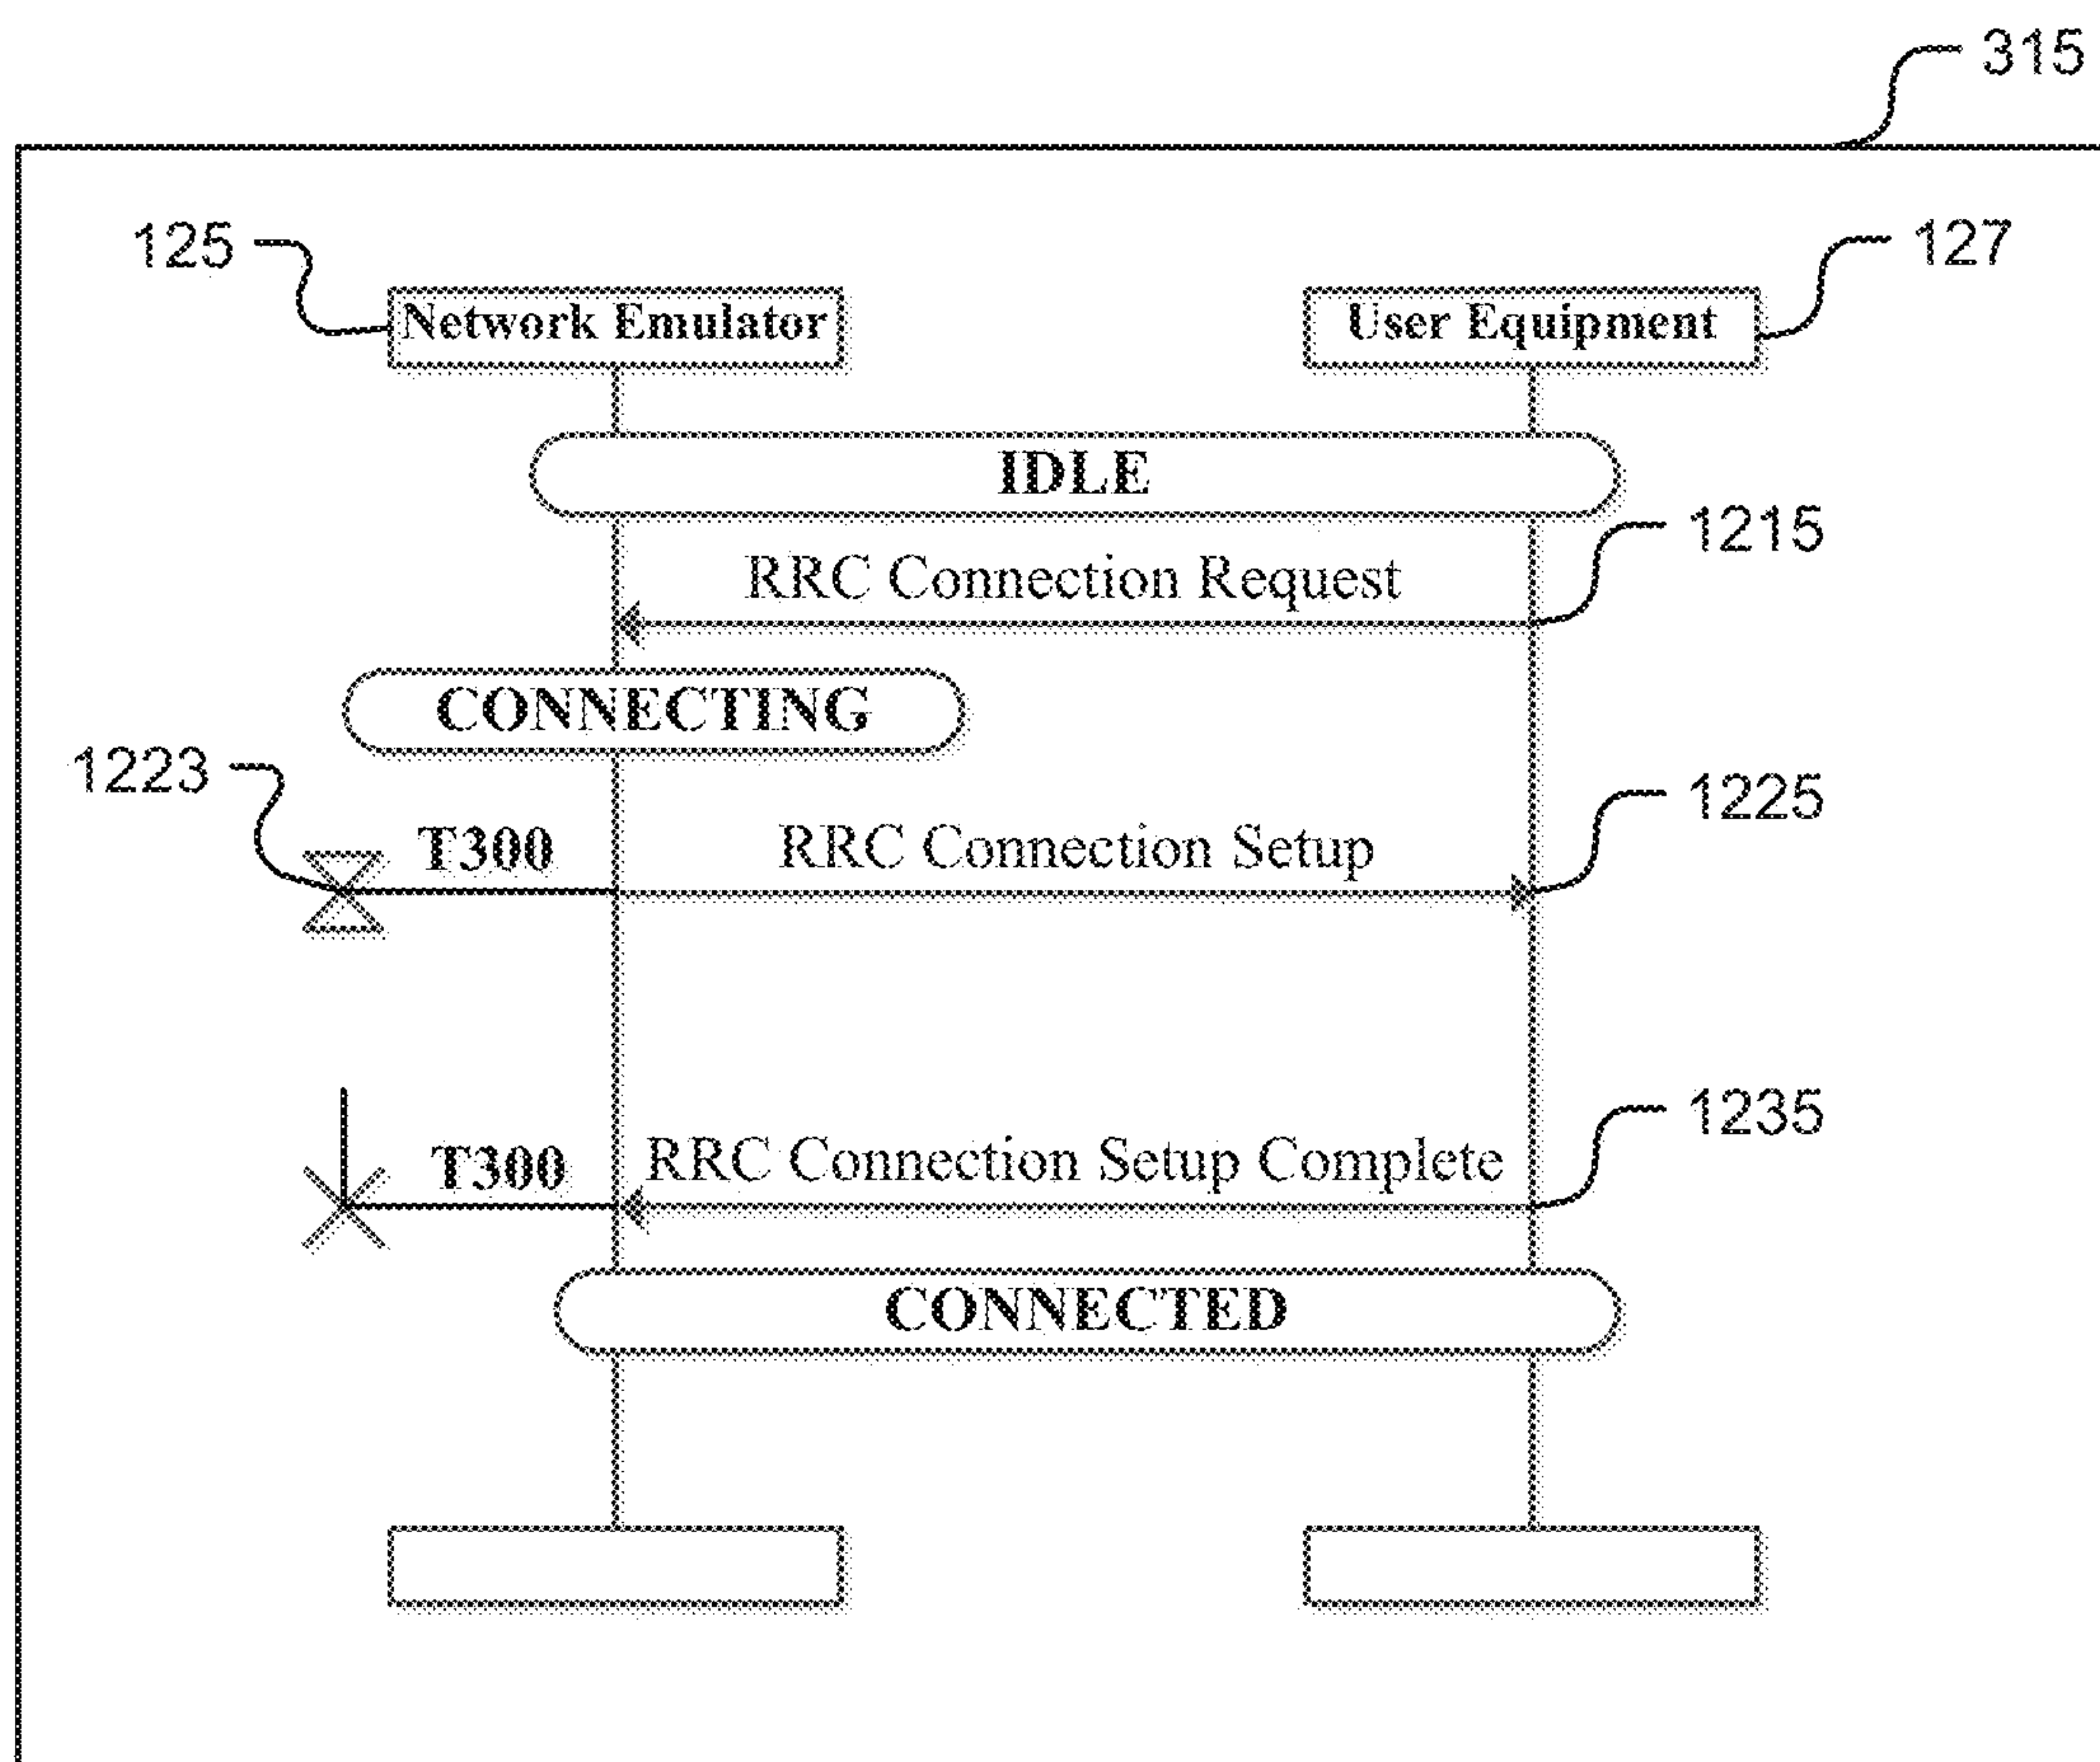 315
125
127
Network Emulator
User Equipment
IDLE
1215
RRC Connection Request
CONNECTING
1223
1225
T300
RRC Connection Setup
1235
T300
RRC Connection Setup Complete
CONNECTED